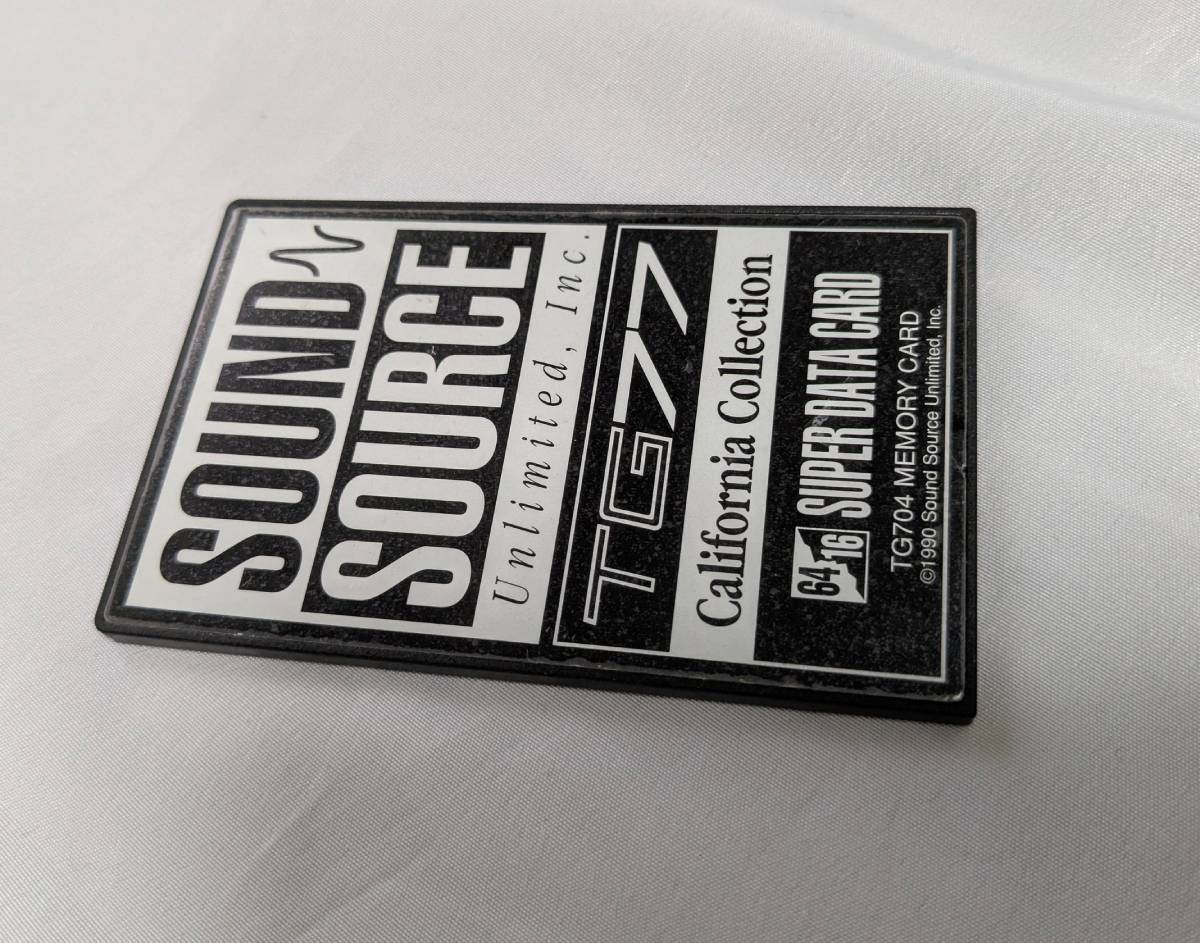 SOUND
SOURCE
Unlimited, Inc.
TG77
California Collection
64/16 SUPER DATA CARD
TG704 MEMORY CARD
©1990 Sound Source Unlimited, Inc.